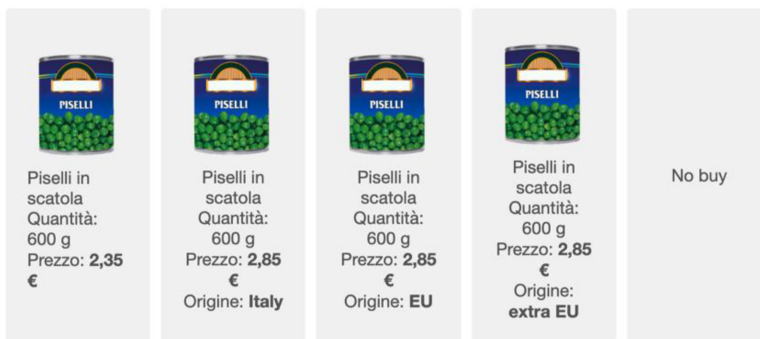 PISELLI
Piselli in
scatola
Quantità:
600 g
Prezzo: 2,35
€
PISELLI
Piselli in
scatola
Quantità:
600 g
Prezzo: 2,85
€
Origine: Italy
PISELLI
Piselli in
scatola
Quantità:
600 g
Prezzo: 2,85
€
Origine: EU
PISELLI
Piselli in
scatola
Quantità:
600 g
Prezzo: 2,85
€
Origine:
extra EU
No buy